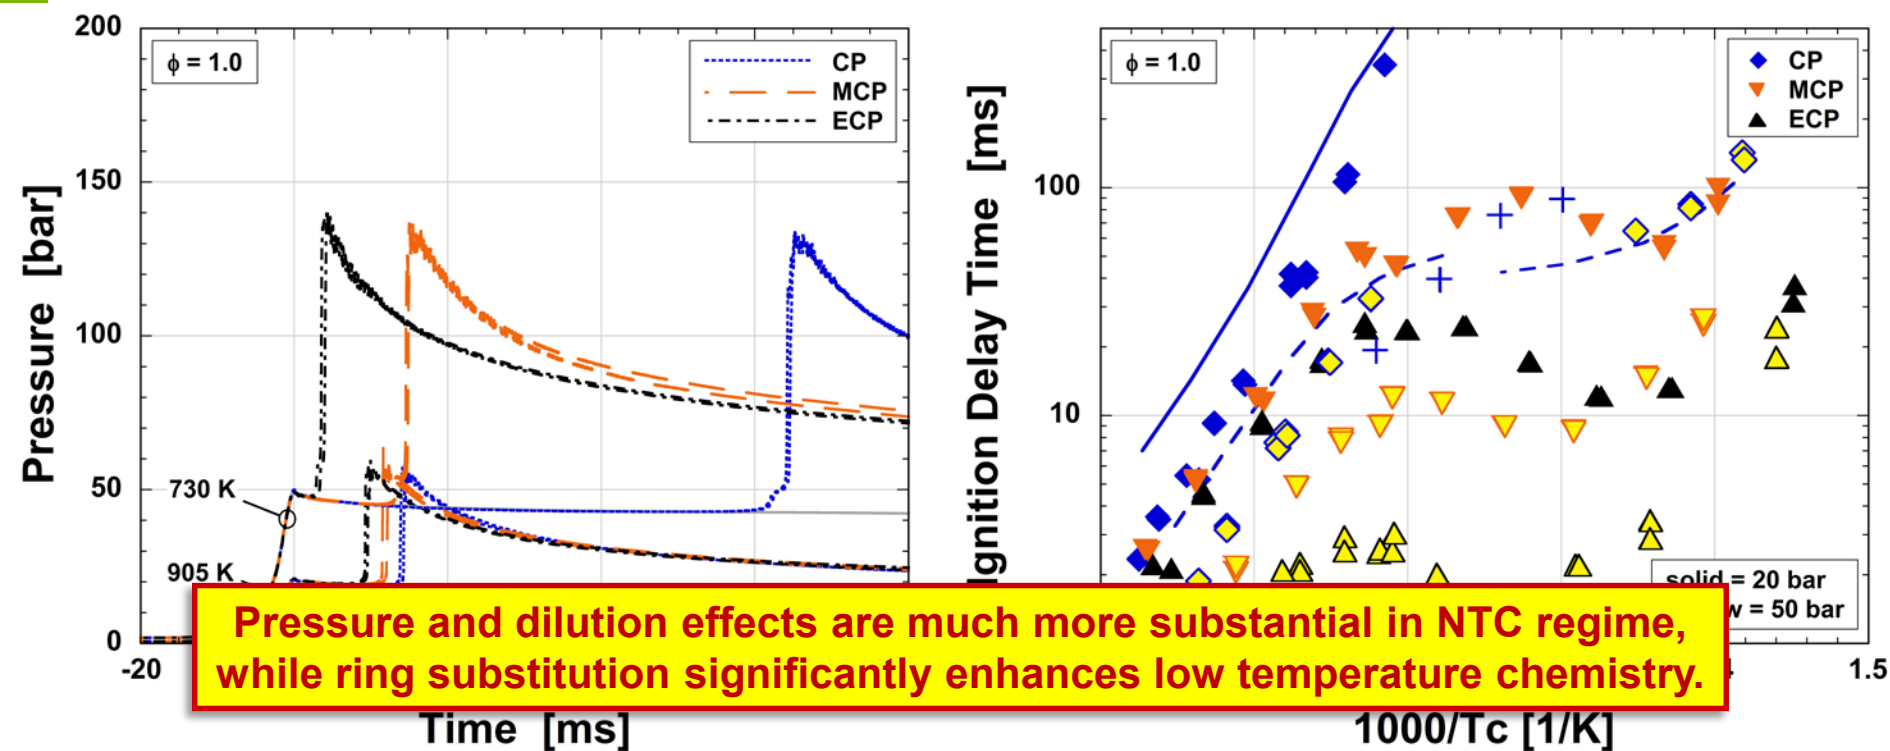 200
150
100
50
0
-20
Pressure [bar]
ϕ = 1.0
CP
MCP
ECP
730 K
905 K
Time [ms]
Ignition Delay Time [ms]
100
10
ϕ = 1.0
CP
MCP
ECP
solid = 20 bar
= 50 bar
1.5
1000/Tc [1/K]
Pressure and dilution effects are much more substantial in NTC regime,
while ring substitution significantly enhances low temperature chemistry.